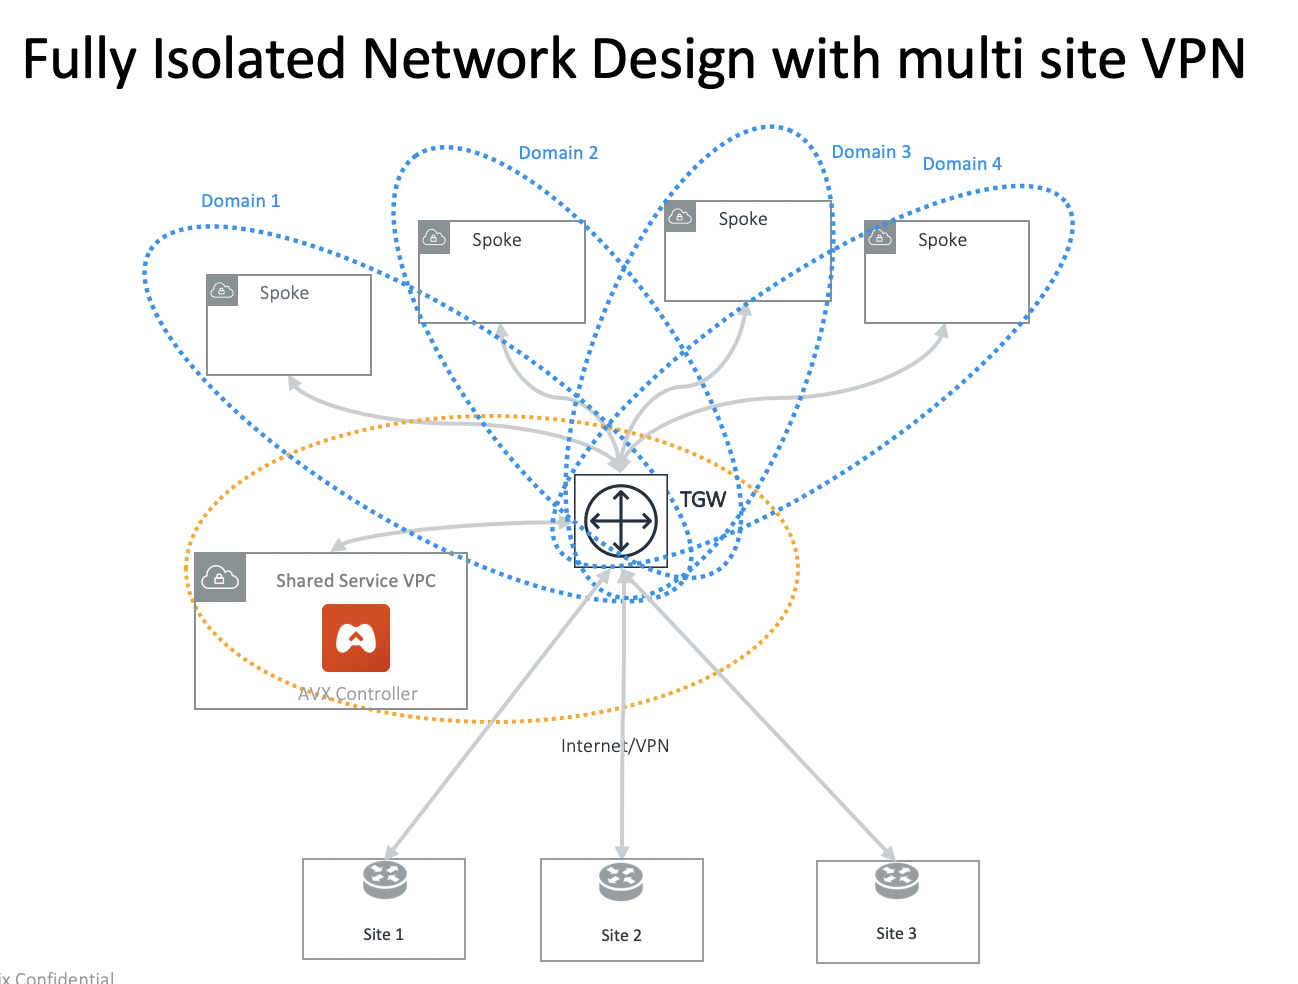 Fully Isolated Network Design with multi site VPN
Domain 1
Domain 2
Domain 3
Domain 4
Spoke
Spoke
Spoke
Spoke
TGW
Shared Service VPC
AVX Controller
Internet/VPN
Site 1
Site 2
Site 3
ix Confidential